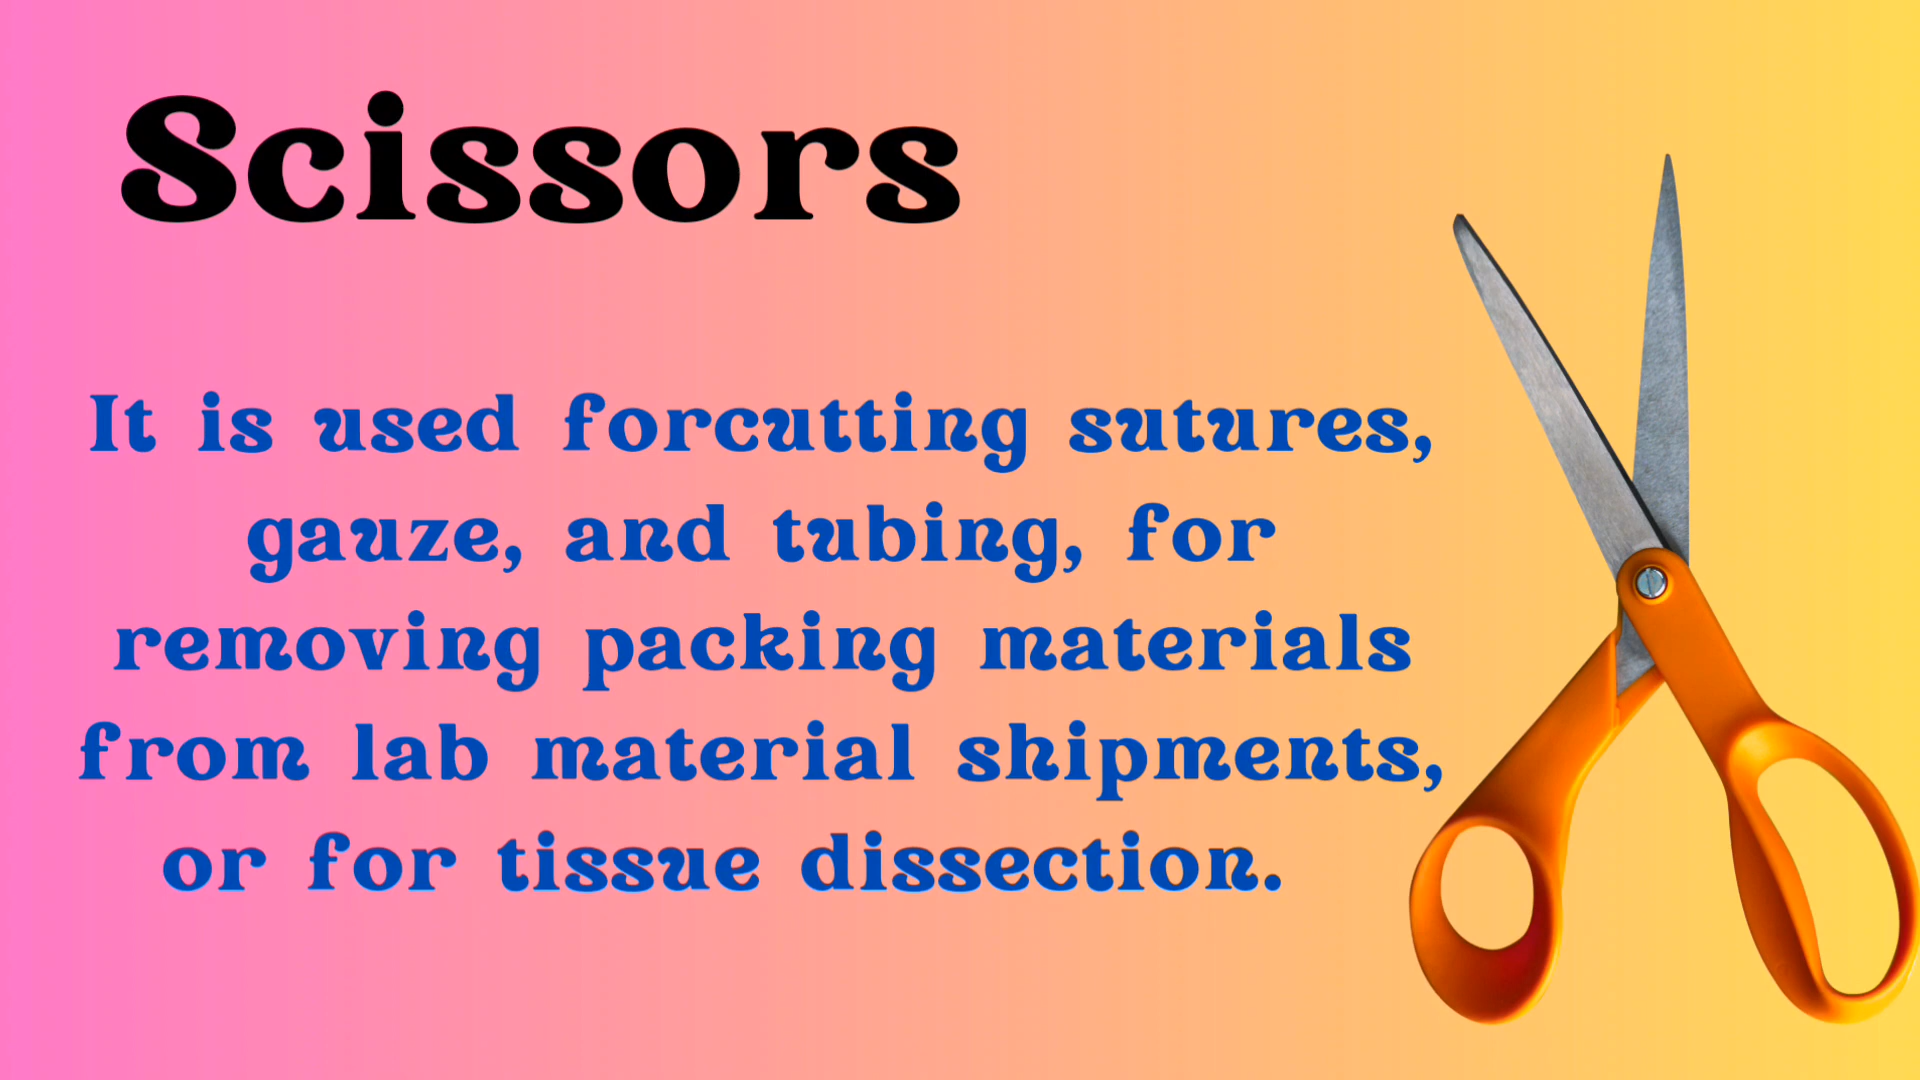 Scissors
It is used forcutting sutures,
gauze, and tubing, for
removing packing materials
from lab material shipments,
or for tissue dissection.